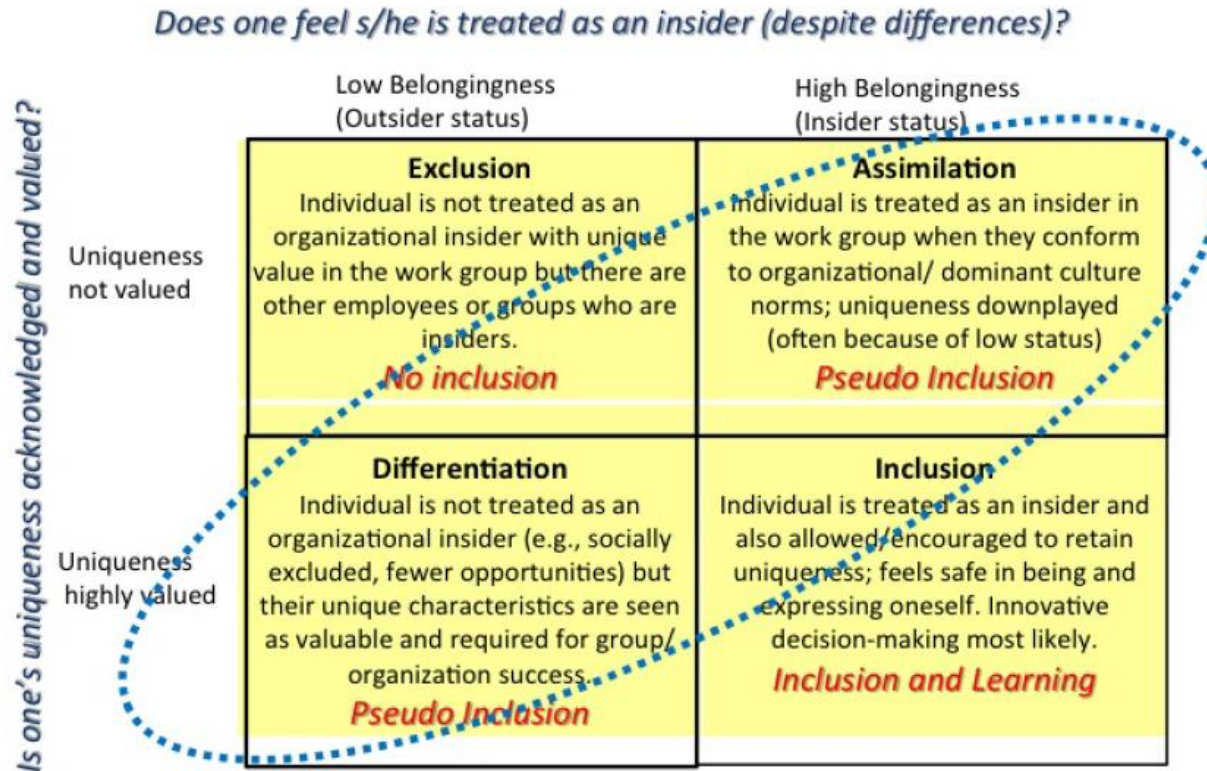 Does one feel s/he is treated as an insider (despite differences)?
Is one's uniqueness acknowledged and valued?
Low Belongingness
(Outsider status)
High Belongingness
(Insider status)
Uniqueness
not valued
Exclusion
Individual is not treated as an
organizational insider with unique
value in the work group but there are
other employees or groups who are
insiders.
No inclusion
Assimilation
Individual is treated as an insider in
the work group when they conform
to organizational/ dominant culture
norms; uniqueness downplayed
(often because of low status)
Pseudo Inclusion
Uniqueness
highly valued
Differentiation
Individual is not treated as an
organizational insider (e.g., socially
excluded, fewer opportunities) but
their unique characteristics are seen
as valuable and required for group/
organization success.
Pseudo Inclusion
Inclusion
Individual is treated as an insider and
also allowed/encouraged to retain
uniqueness; feels safe in being and
expressing oneself. Innovative
decision-making most likely.
Inclusion and Learning